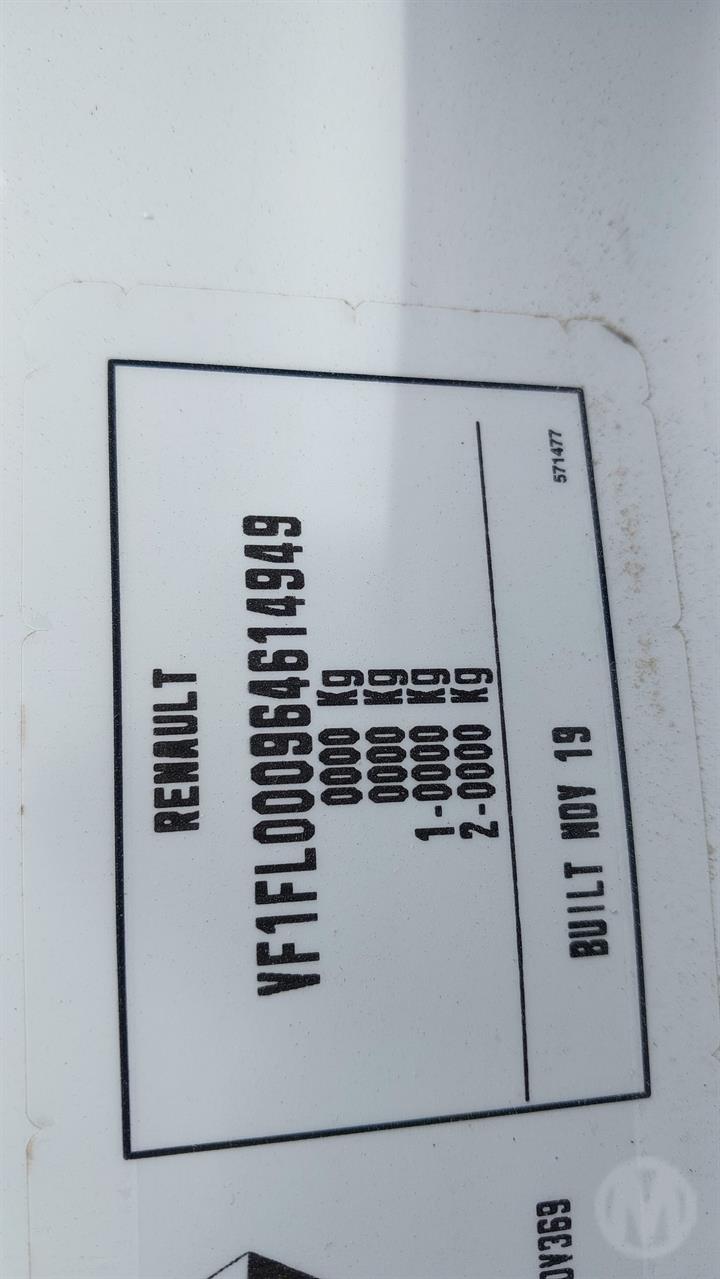 RENAULT
VF1FL000964614949
0000 Kg
0000 Kg
1-0000 Kg
2-0000 Kg
571477
BUILT NOV 19
M